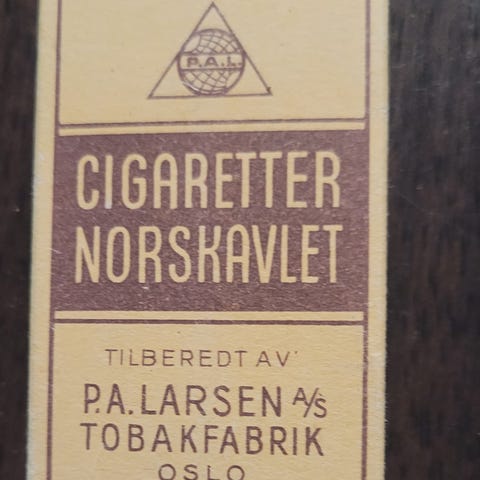 P.A.L.
CIGARETTER
NORSKAVLET
TILBEREDT AV
P.A. LARSEN A/S
TOBAKFABRIK
OSLO